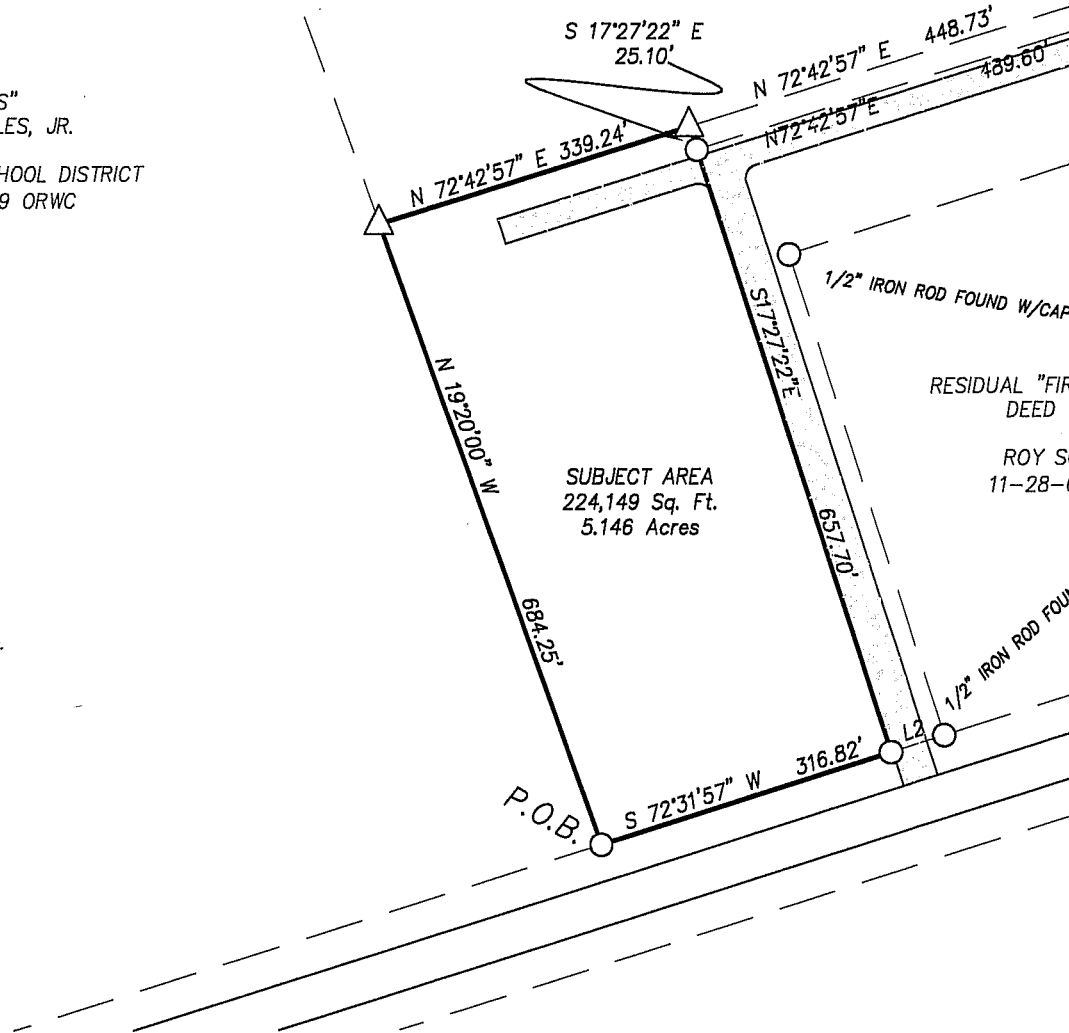 S 17°27'22" E
25.10'
N 72°42'57" E 448.73'
489.60'
N72°42'57"E
S"
LES, JR.
HOOL DISTRICT
9 ORWC
N 72°42'57" E 339.24'
1/2" IRON ROD FOUND W/CAP
S17°27'22"E
657.70'
N 19°20'00" W
684.25'
RESIDUAL "FIR
DEED
ROY S
11-28-
SUBJECT AREA
224,149 Sq. Ft.
5.146 Acres
1/2" IRON ROD FOU
L2
S 72°31'57" W 316.82'
P.O.B.